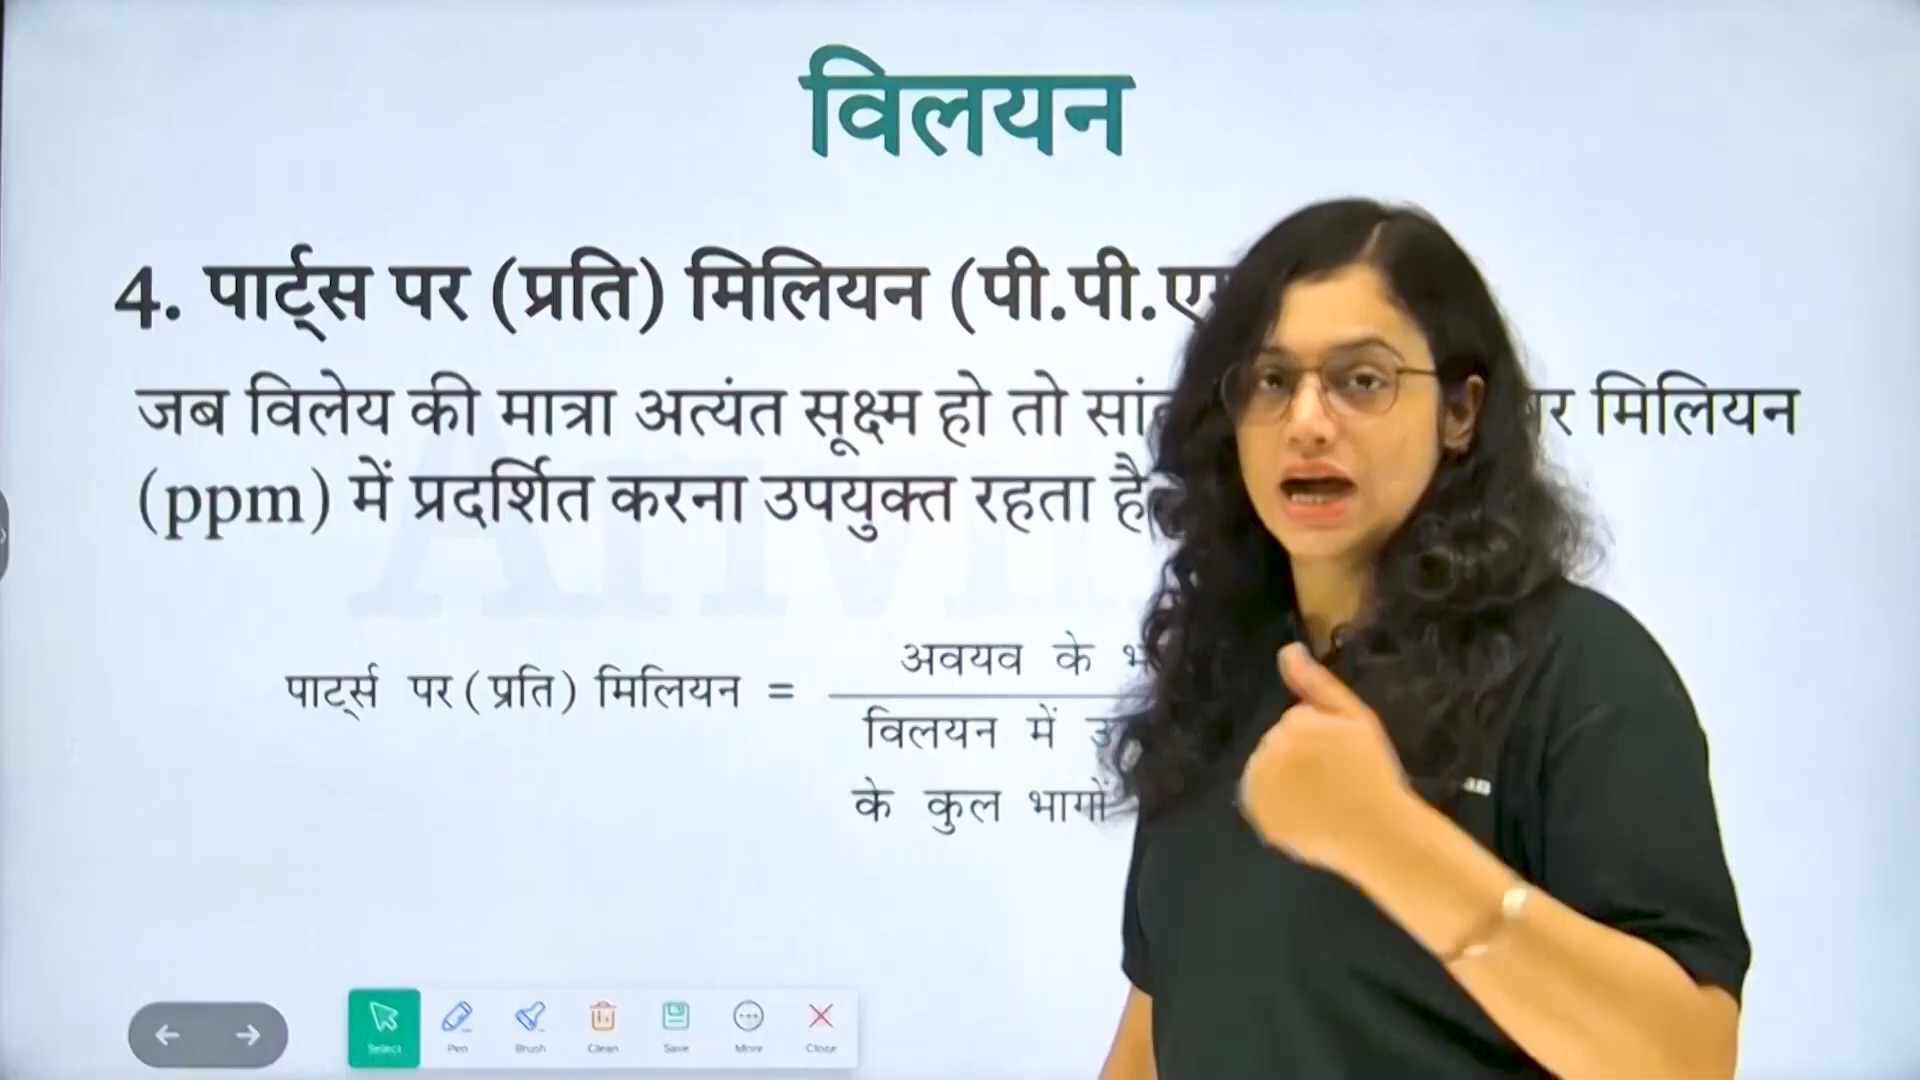 विलयन
4. पार्ट्स पर (प्रति) मिलियन (पी.पी.
जब विलेय की मात्रा अत्यंत सूक्ष्म हो तो मिलियन
(ppm) में प्रदर्शित करना उपयुक्त रहता है
अवयव के
पार्ट्स पर (प्रति) मिलियन =
विलयन में
के कुल भागों
Select Pen Brush Clean Save More Close